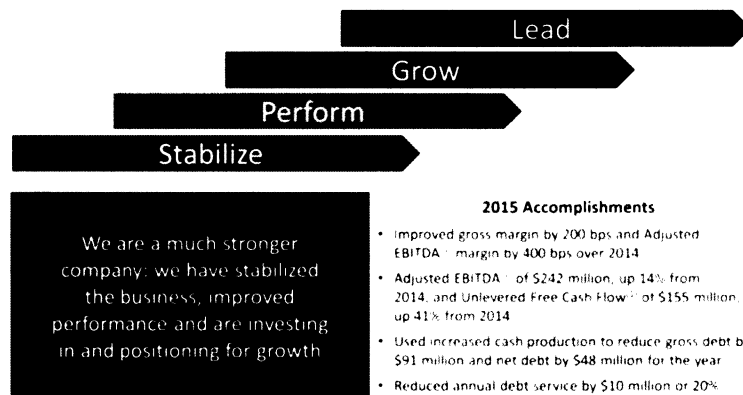 Lead
Grow
Perform
Stabilize
We are a much stronger
company: we have stabilized
the business, improved
performance and are investing
in and positioning for growth
2015 Accomplishments
• Improved gross margin by 200 bps and Adjusted
EBITDA margin by 400 bps over 2014
• Adjusted EBITDA of $242 million, up 14% from
2014, and Unlevered Free Cash Flow of $155 million,
up 41% from 2014
• Used increased cash production to reduce gross debt b
$91 million and net debt by $48 million for the year
• Reduced annual debt service by $10 million or 20%